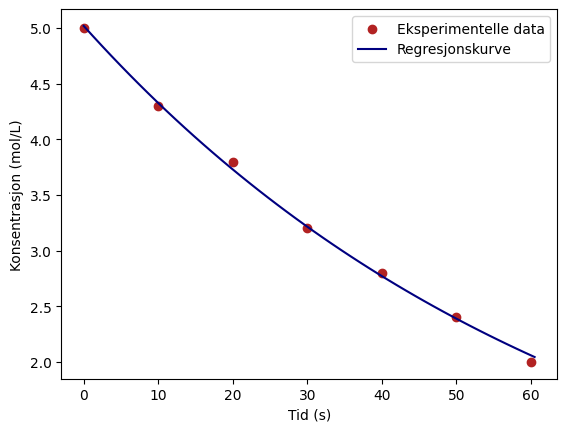 Eksperimentelle data
Regresjonskurve
5.0
4.5
4.0
3.5
3.0
2.5
2.0
Konsentrasjon (mol/L)
0 10 20 30 40 50 60
Tid (s)